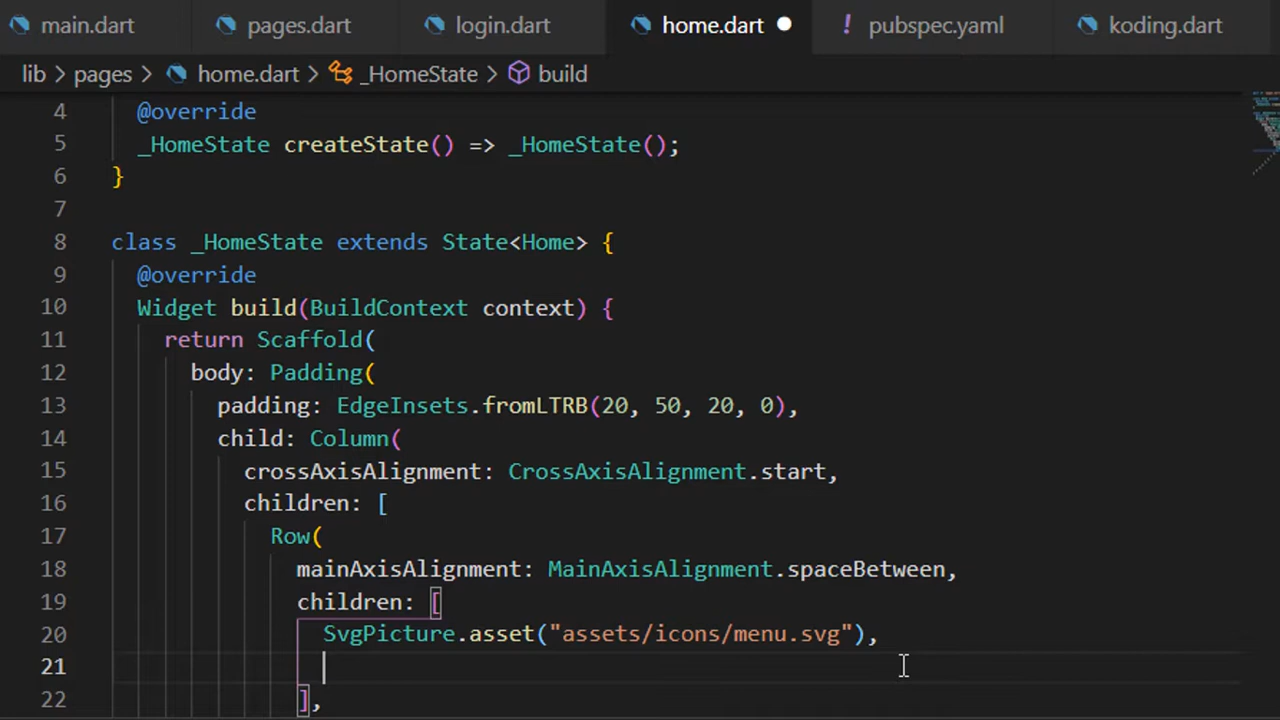 main.dart pages.dart login.dart home.dart pubspec.yaml koding.dart
lib > pages > home.dart > _HomeState > build
4 @override
5 _HomeState createState() => _HomeState();
6 }
7
8 class _HomeState extends State<Home> {
9 @override
10 Widget build(BuildContext context) {
11 return Scaffold(
12 body: Padding(
13 padding: EdgeInsets.fromLTRB(20, 50, 20, 0),
14 child: Column(
15 crossAxisAlignment: CrossAxisAlignment.start,
16 children: [
17 Row(
18 mainAxisAlignment: MainAxisAlignment.spaceBetween,
19 children: [
20 SvgPicture.asset("assets/icons/menu.svg"),
21
22 ],